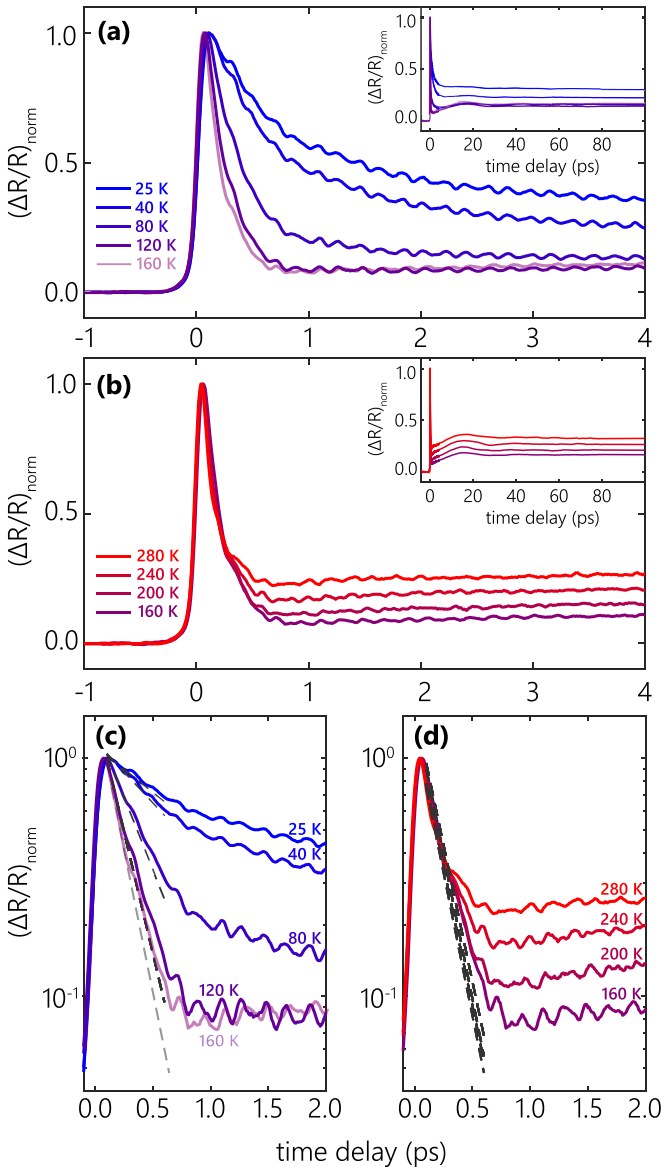 (a)
1.0
0.5
0.0
(ΔR/R)norm
25 K
40 K
80 K
120 K
160 K
-1 0 1 2 3 4
1.0
0.5
0.0
(ΔR/R)norm
0 20 40 60 80
time delay (ps)
(b)
1.0
0.5
0.0
(ΔR/R)norm
280 K
240 K
200 K
160 K
-1 0 1 2 3 4
1.0
0.5
0.0
(ΔR/R)norm
0 20 40 60 80
time delay (ps)
(c)
10⁰
10⁻¹
(ΔR/R)norm
25 K
40 K
80 K
120 K
160 K
0.0 0.5 1.0 1.5 2.0
(d)
10⁰
10⁻¹
280 K
240 K
200 K
160 K
0.0 0.5 1.0 1.5 2.0
time delay (ps)